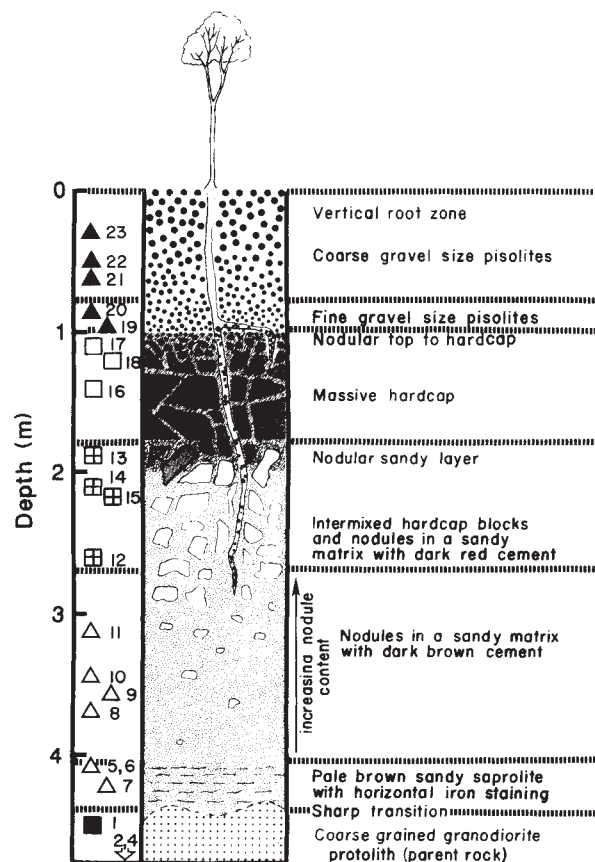 0
Vertical root zone
23
22
Coarse gravel size pisolites
21
20
Fine gravel size pisolites
19
1
Nodular top to hardcap
17
18
16
Massive hardcap
13
Nodular sandy layer
2
14
15
Intermixed hardcap blocks
and nodules in a sandy
matrix with dark red cement
12
Depth (m)
3
11
Nodules in a sandy matrix
with dark brown cement
increasing nodule
content
10
9
8
4
5,6
7
Pale brown sandy saprolite
with horizontal iron staining
Sharp transition
1
2,4
Coarse grained granodiorite
protolith (parent rock)